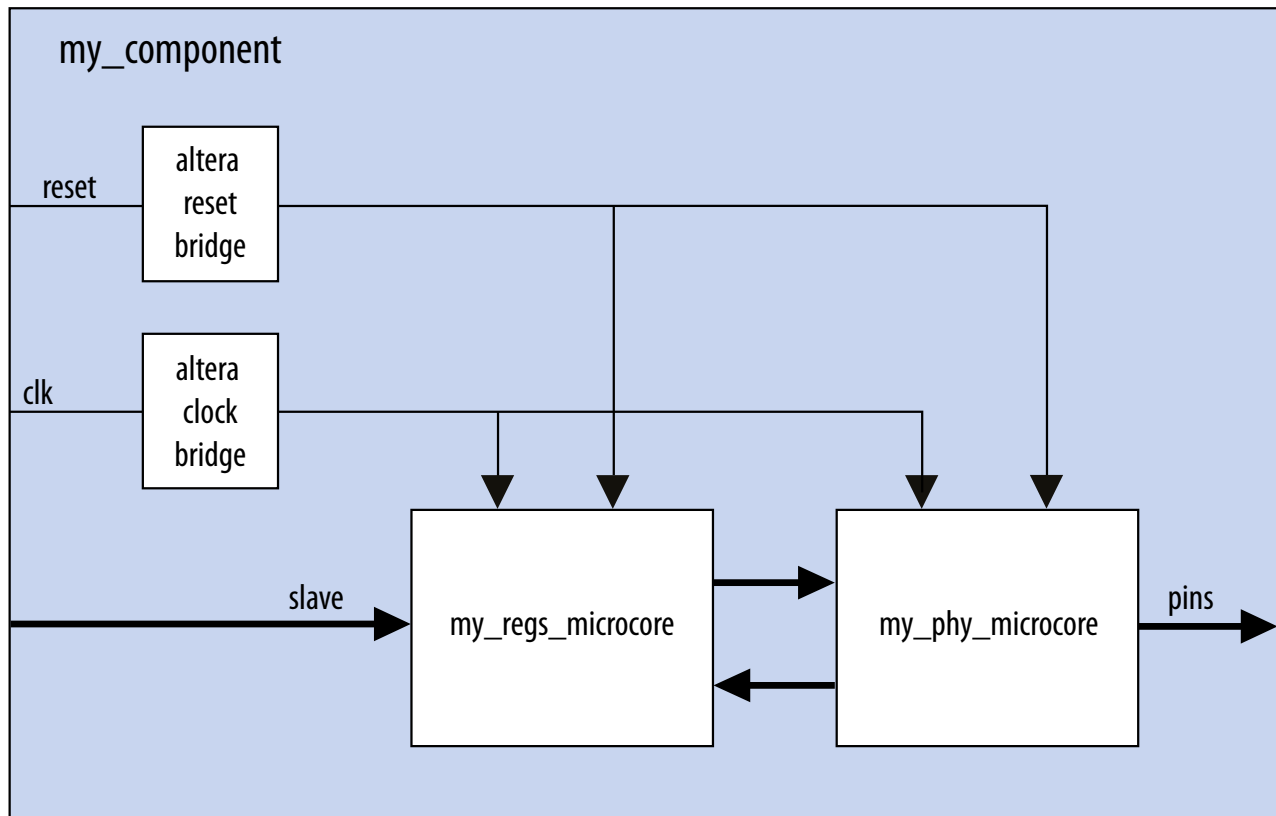 my_component
reset
altera
reset
bridge
clk
altera
clock
bridge
slave
my_regs_microcore
my_phy_microcore
pins